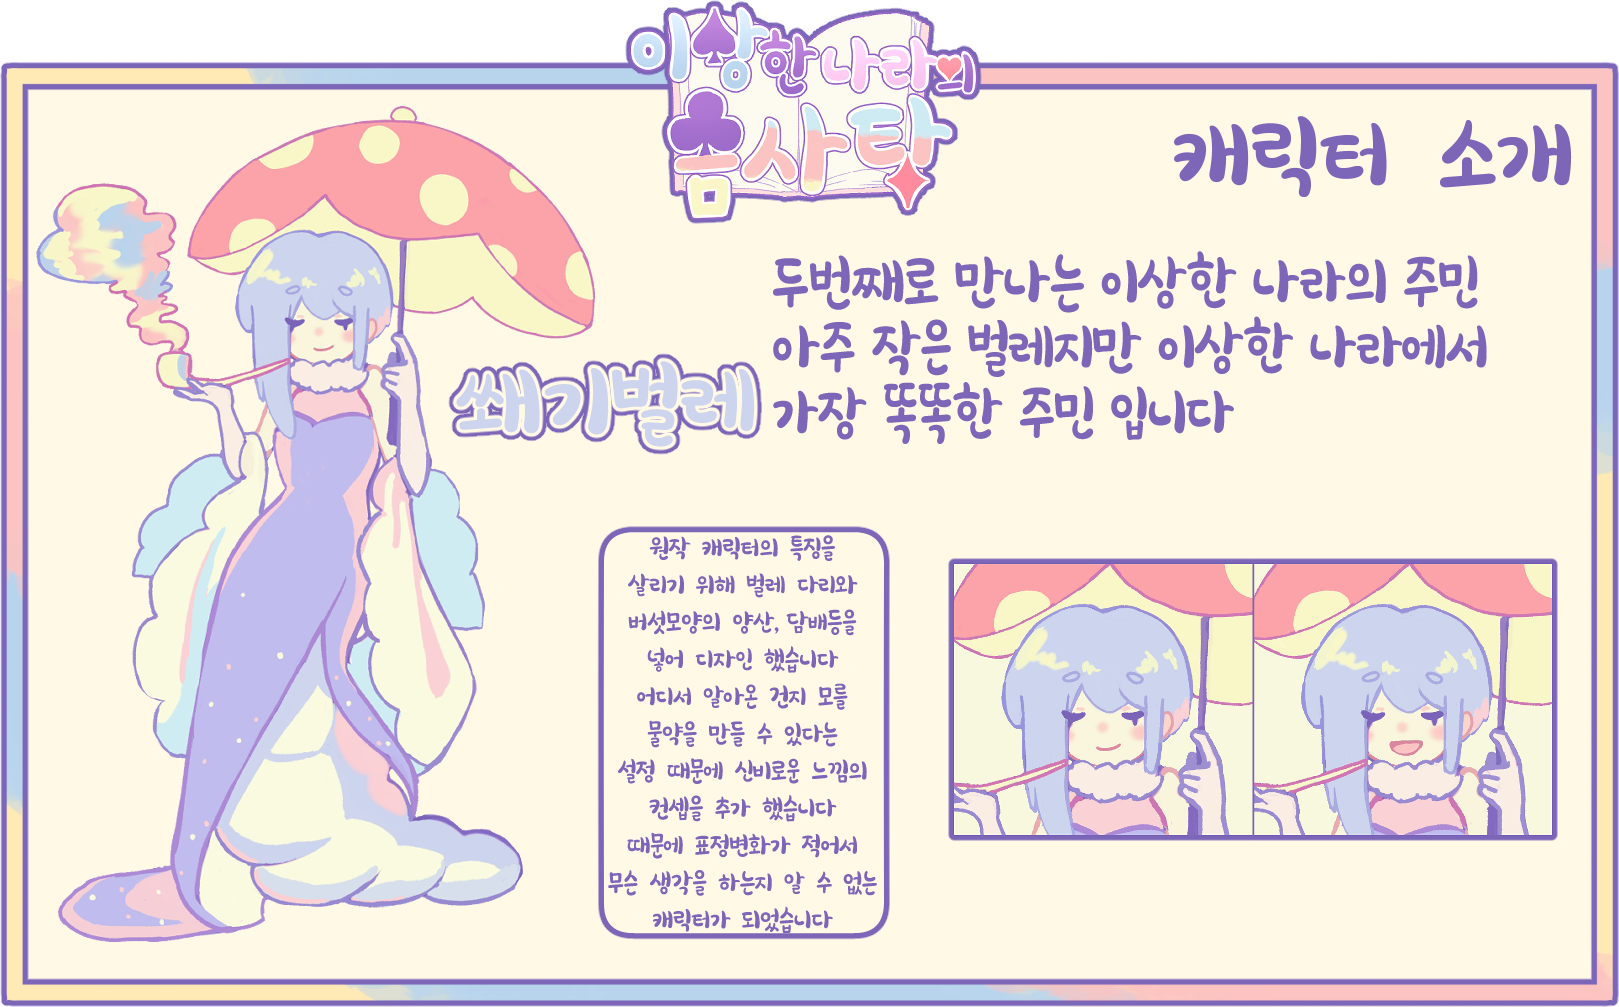 이상한 나라의
흠사탕
캐릭터 소개
두번째로 만나는 이상한 나라의 주민
아주 작은 벌레지만 이상한 나라에서
가장 똑똑한 주민 입니다
쐐기벌레
원작 캐릭터의 특징을
살리기 위해 벌레 다리와
버섯모양의 양산, 담배등을
넣어 디자인 했습니다
어디서 알아온 건지 모를
물약을 만들 수 있다는
설정 때문에 신비로운 느낌의
컨셉을 추가 했습니다
때문에 표정변화가 적어서
무슨 생각을 하는지 알 수 없는
캐릭터가 되었습니다